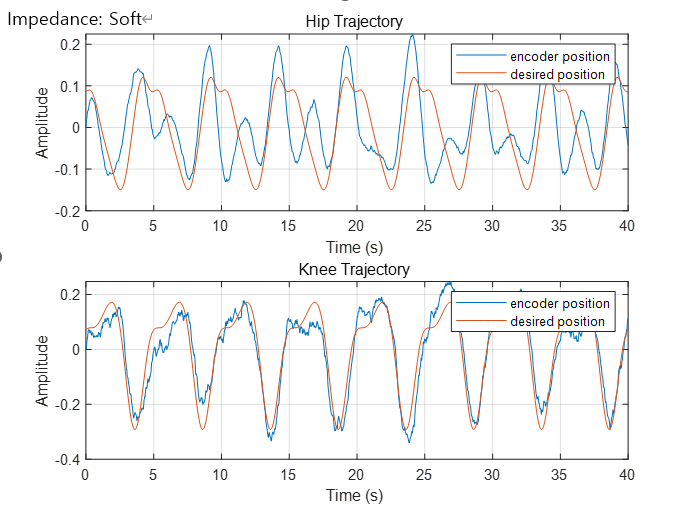 Impedance: Soft↵
Hip Trajectory
0.2
0.1
0
-0.1
-0.2
Amplitude
encoder position
desired position
0 5 10 15 20 25 30 35 40
Time (s)
Knee Trajectory
0.2
0
-0.2
-0.4
Amplitude
encoder position
desired position
0 5 10 15 20 25 30 35 40
Time (s)